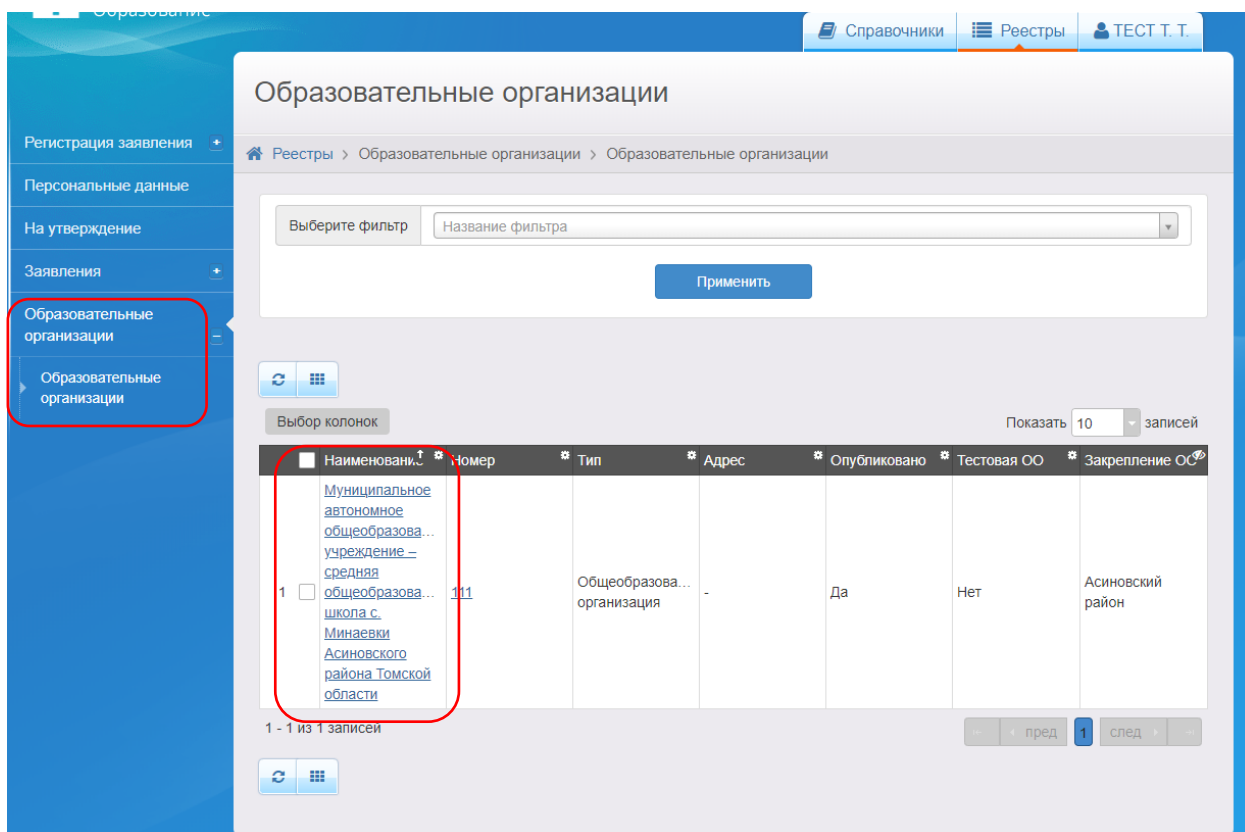 Образование
Справочники
Реестры
ТЕСТ Т. Т.
Образовательные организации
Регистрация заявления
Персональные данные
На утверждение
Заявления
Образовательные
организации
Образовательные
организации
Реестры > Образовательные организации > Образовательные организации
Выберите фильтр
Название фильтра
Применить
Выбор колонок
Показать 10 записей
Наименование Номер Тип Адрес Опубликовано Тестовая ОО Закрепление ОО
1
Муниципальное
автономное
общеобразова...
учреждение –
средняя
общеобразова...
школа с.
Минаевки
Асиновского
района Томской
области
111
Общеобразова...
организация
-
Да
Нет
Асиновский
район
1 - 1 из 1 записей
пред 1 след